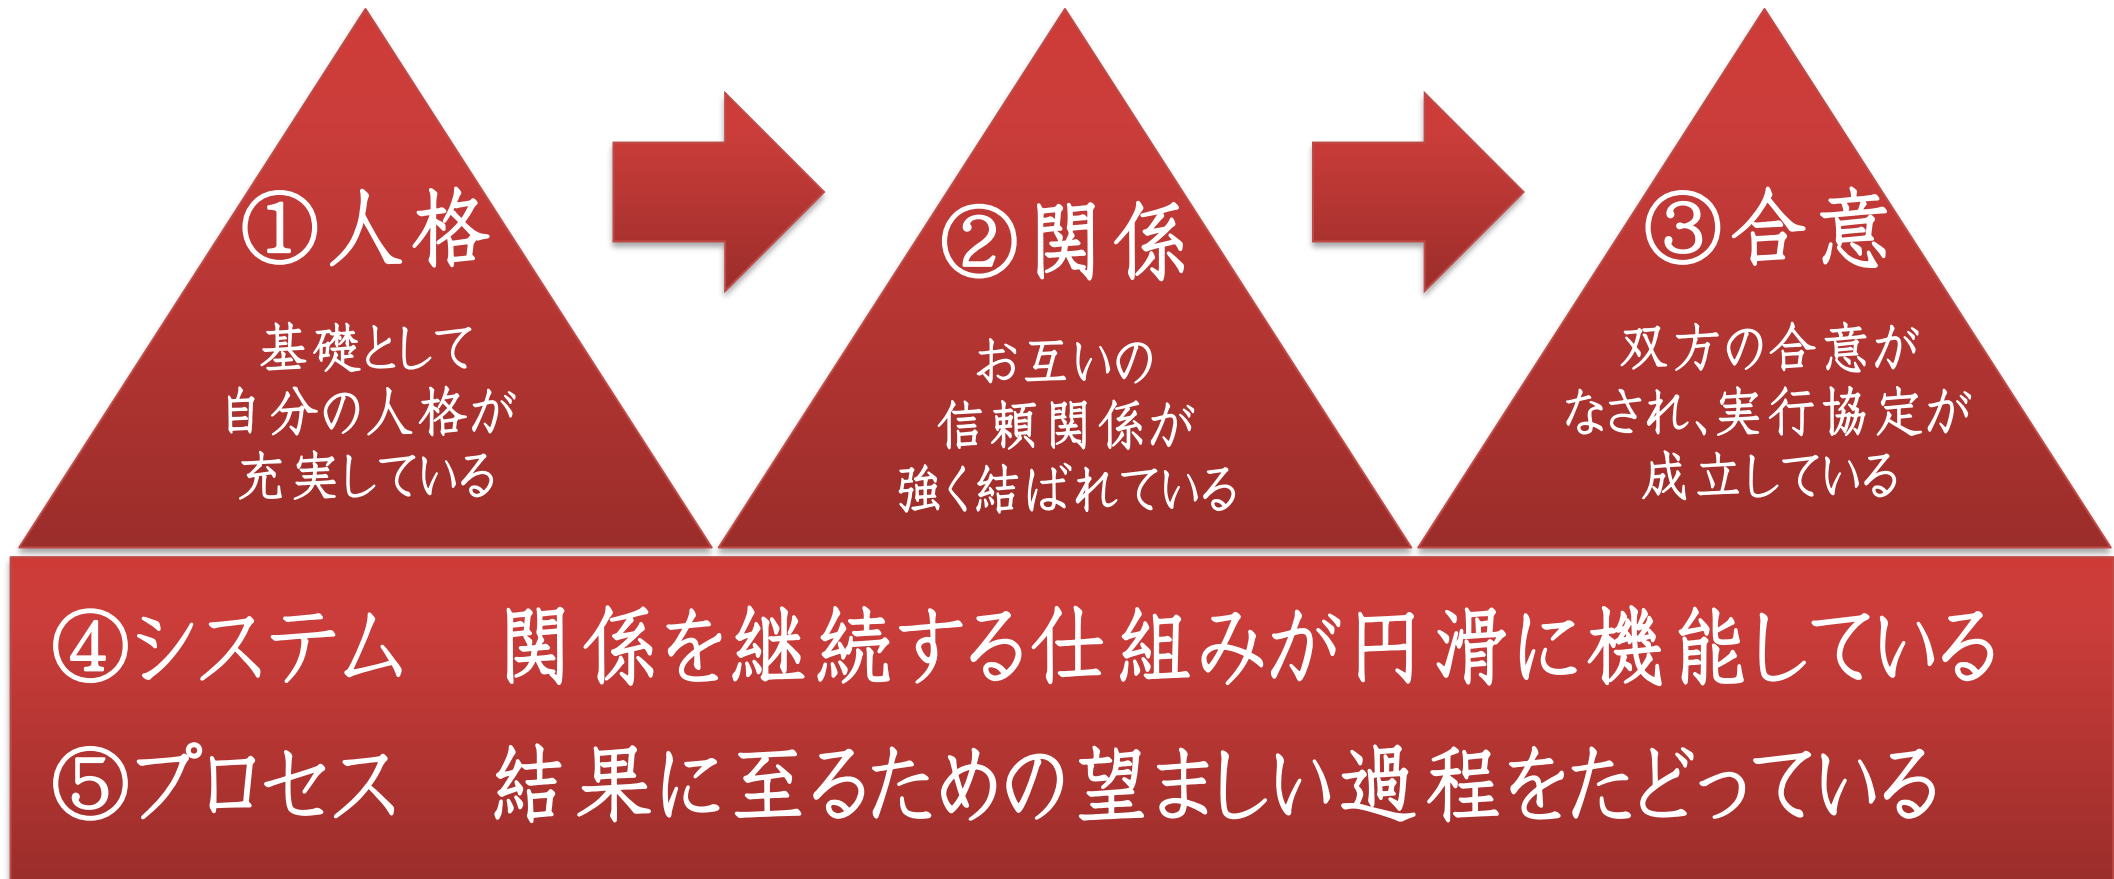 ①人格
基礎として
自分の人格が
充実している
②関係
お互いの
信頼関係が
強く結ばれている
③合意
双方の合意が
なされ、実行協定が
成立している
④システム　関係を継続する仕組みが円滑に機能している
⑤プロセス　結果に至るための望ましい過程をたどっている